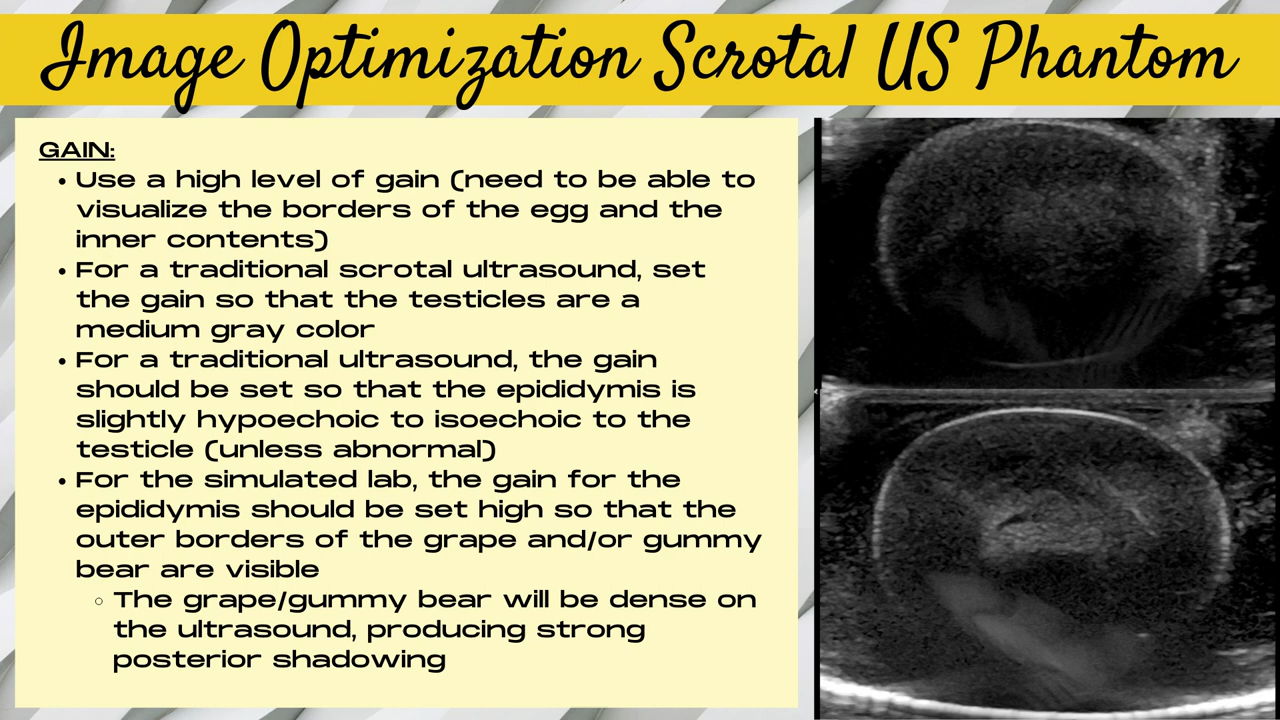 Image Optimization Scrotal US Phantom
GAIN:
• Use a high level of gain (need to be able to
visualize the borders of the egg and the
inner contents)
• For a traditional scrotal ultrasound, set
the gain so that the testicles are a
medium gray color
• For a traditional ultrasound, the gain
should be set so that the epididymis is
slightly hypoechoic to isoechoic to the
testicle (unless abnormal)
• For the simulated lab, the gain for the
epididymis should be set high so that the
outer borders of the grape and/or gummy
bear are visible
○ The grape/gummy bear will be dense on
the ultrasound, producing strong
posterior shadowing